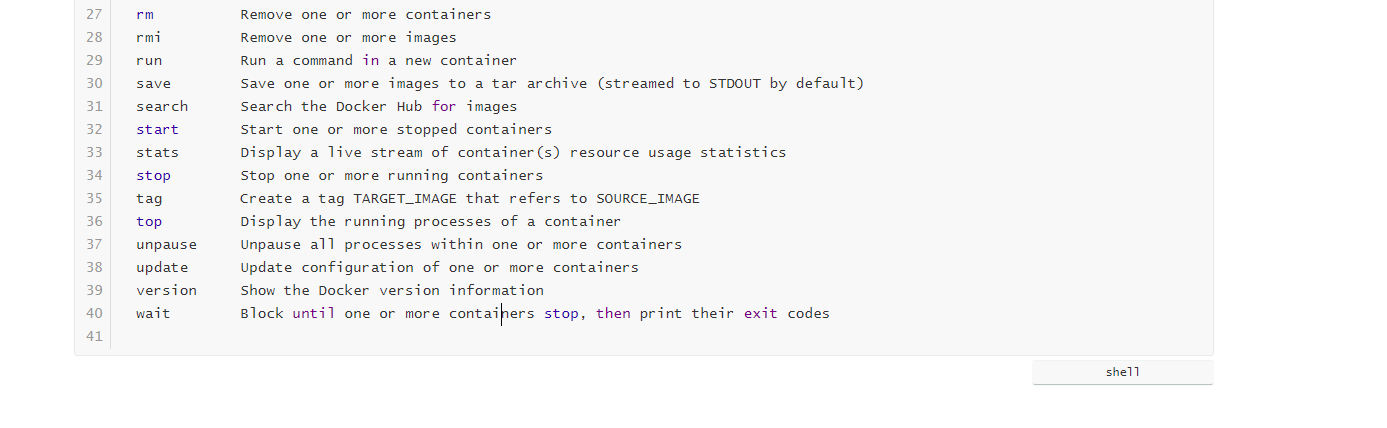 27 rm Remove one or more containers
28 rmi Remove one or more images
29 run Run a command in a new container
30 save Save one or more images to a tar archive (streamed to STDOUT by default)
31 search Search the Docker Hub for images
32 start Start one or more stopped containers
33 stats Display a live stream of container(s) resource usage statistics
34 stop Stop one or more running containers
35 tag Create a tag TARGET_IMAGE that refers to SOURCE_IMAGE
36 top Display the running processes of a container
37 unpause Unpause all processes within one or more containers
38 update Update configuration of one or more containers
39 version Show the Docker version information
40 wait Block until one or more containers stop, then print their exit codes
41
shell